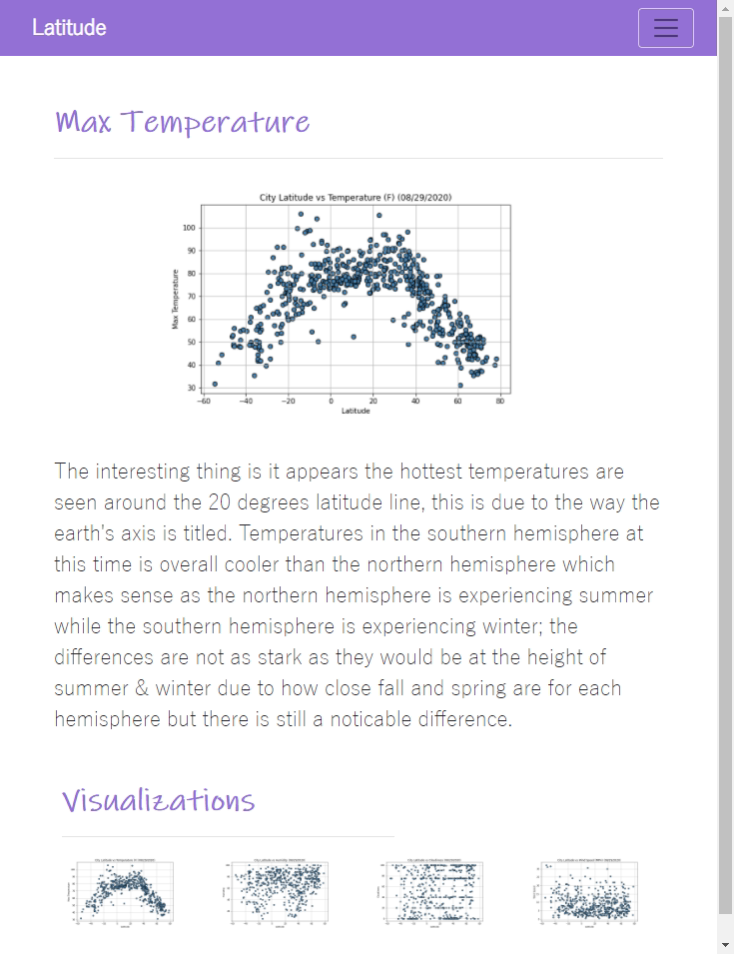 Latitude
Max Temperature
City Latitude vs Temperature (F) (08/29/2020)
100
90
80
70
60
50
40
30
Max Temperature
−60 −40 −20 0 20 40 60 80
Latitude
The interesting thing is it appears the hottest temperatures are
seen around the 20 degrees latitude line, this is due to the way the
earth's axis is titled. Temperatures in the southern hemisphere at
this time is overall cooler than the northern hemisphere which
makes sense as the northern hemisphere is experiencing summer
while the southern hemisphere is experiencing winter; the
differences are not as stark as they would be at the height of
summer & winter due to how close fall and spring are for each
hemisphere but there is still a noticable difference.
Visualizations